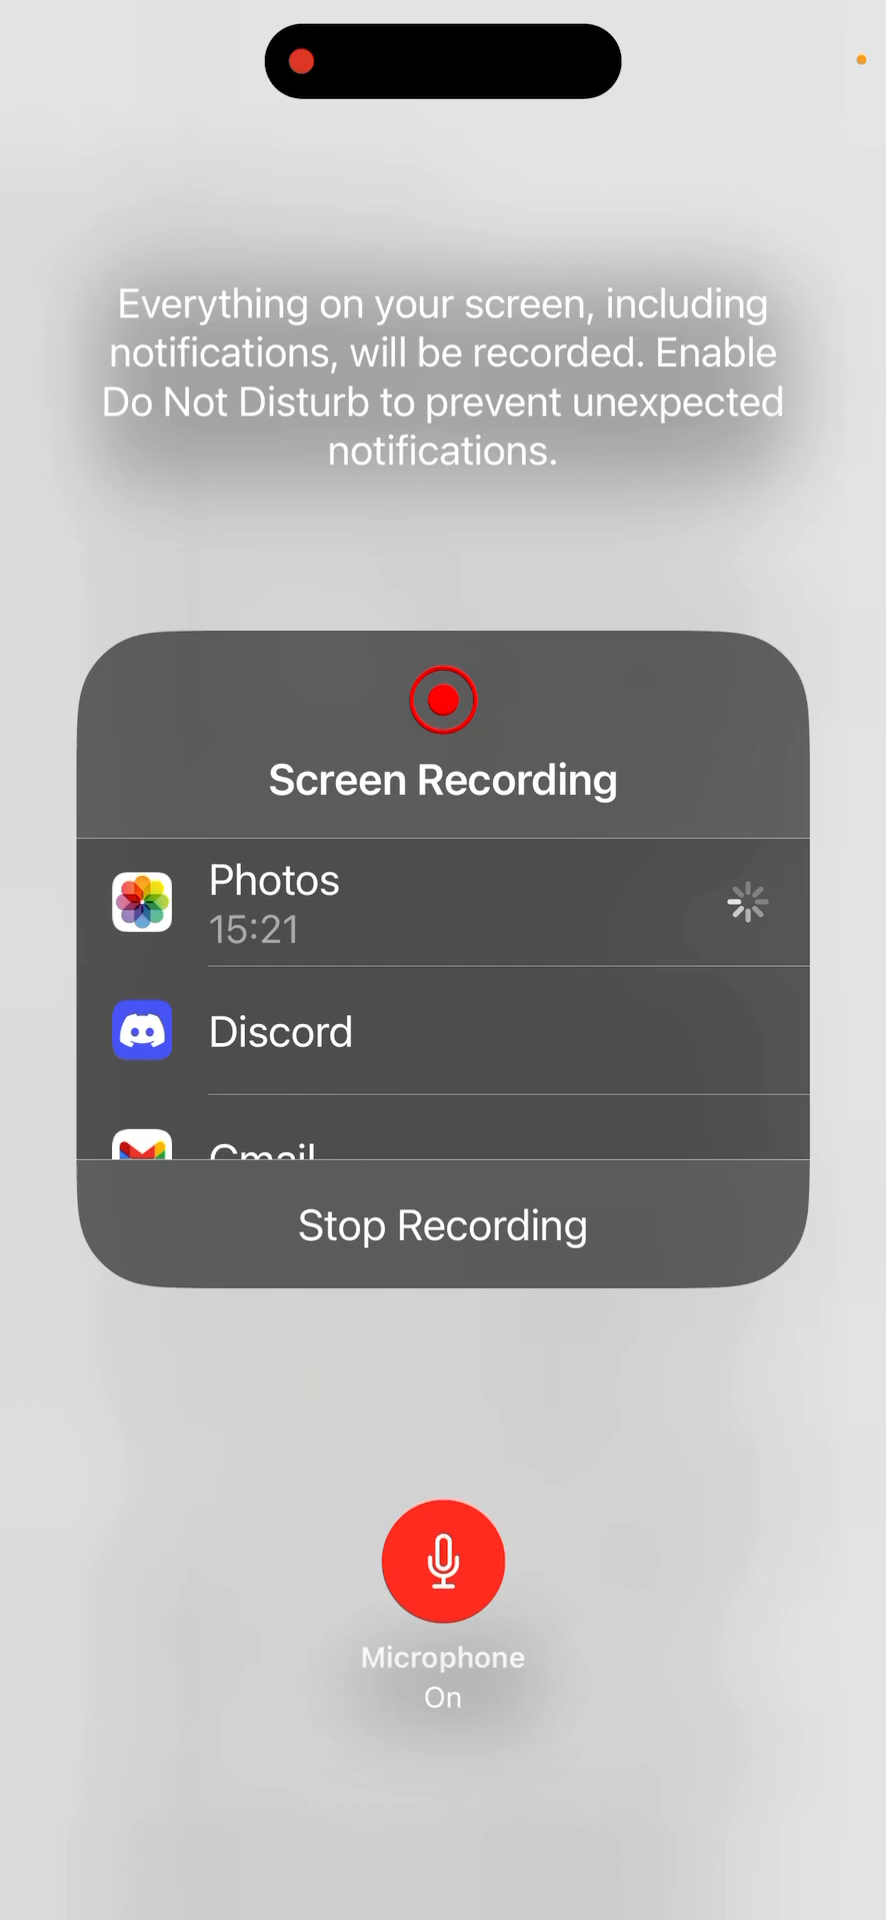 Everything on your screen, including
notifications, will be recorded. Enable
Do Not Disturb to prevent unexpected
notifications.
Screen Recording
Photos
15:21
Discord
Gmail
Stop Recording
Microphone
On